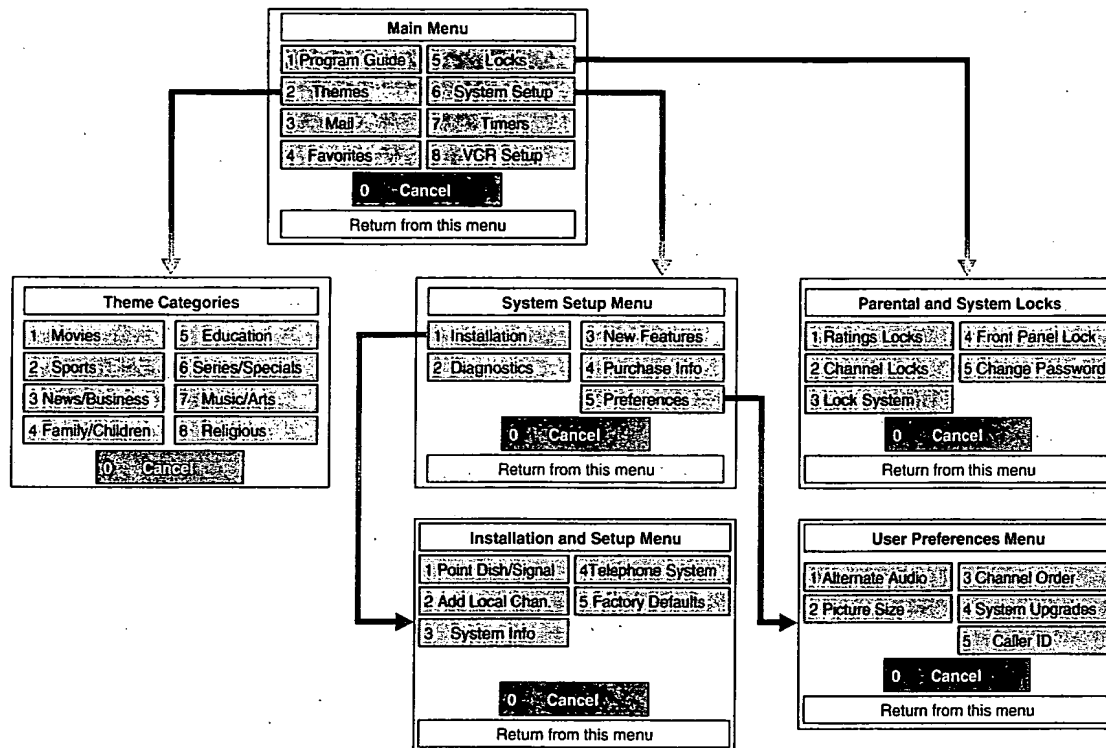 Main Menu
1 Program Guide
5 Locks
2 Themes
6 System Setup
3 Mail
7 Timers
4 Favorites
8 VCR Setup
0 Cancel
Return from this menu
Theme Categories
1 Movies
5 Education
2 Sports
6 Series/Specials
3 News/Business
7 Music/Arts
4 Family/Children
8 Religious
0 Cancel
System Setup Menu
1 Installation
3 New Features
2 Diagnostics
4 Purchase Info
5 Preferences
0 Cancel
Return from this menu
Parental and System Locks
1 Ratings Locks
4 Front Panel Lock
2 Channel Locks
5 Change Password
3 Lock System
0 Cancel
Return from this menu
Installation and Setup Menu
1 Point Dish/Signal
4 Telephone System
2 Add Local Chan.
5 Factory Defaults
3 System Info
0 Cancel
Return from this menu
User Preferences Menu
1 Alternate Audio
3 Channel Order
2 Picture Size
4 System Upgrades
5 Caller ID
0 Cancel
Return from this menu